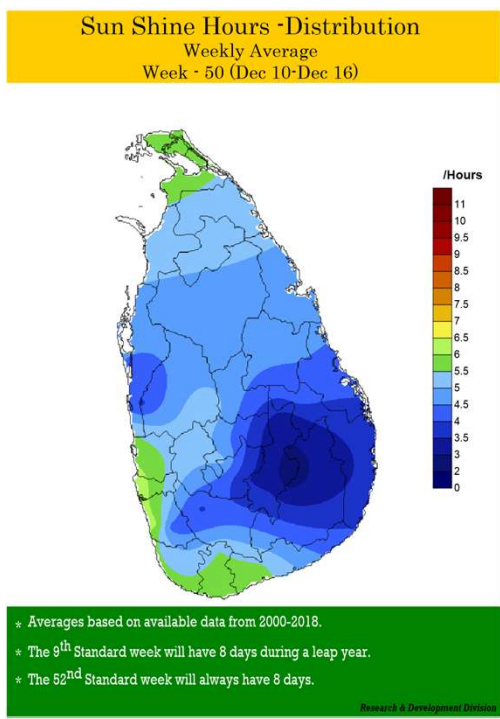 Sun Shine Hours -Distribution
Weekly Average
Week - 50 (Dec 10-Dec 16)
/Hours
11
10
9.5
9
8.5
8
7.5
7
6.5
6
5.5
5
4.5
4
3.5
3
2
0
* Averages based on available data from 2000-2018.
* The 9th Standard week will have 8 days during a leap year.
* The 52nd Standard week will always have 8 days.
Research & Development Division